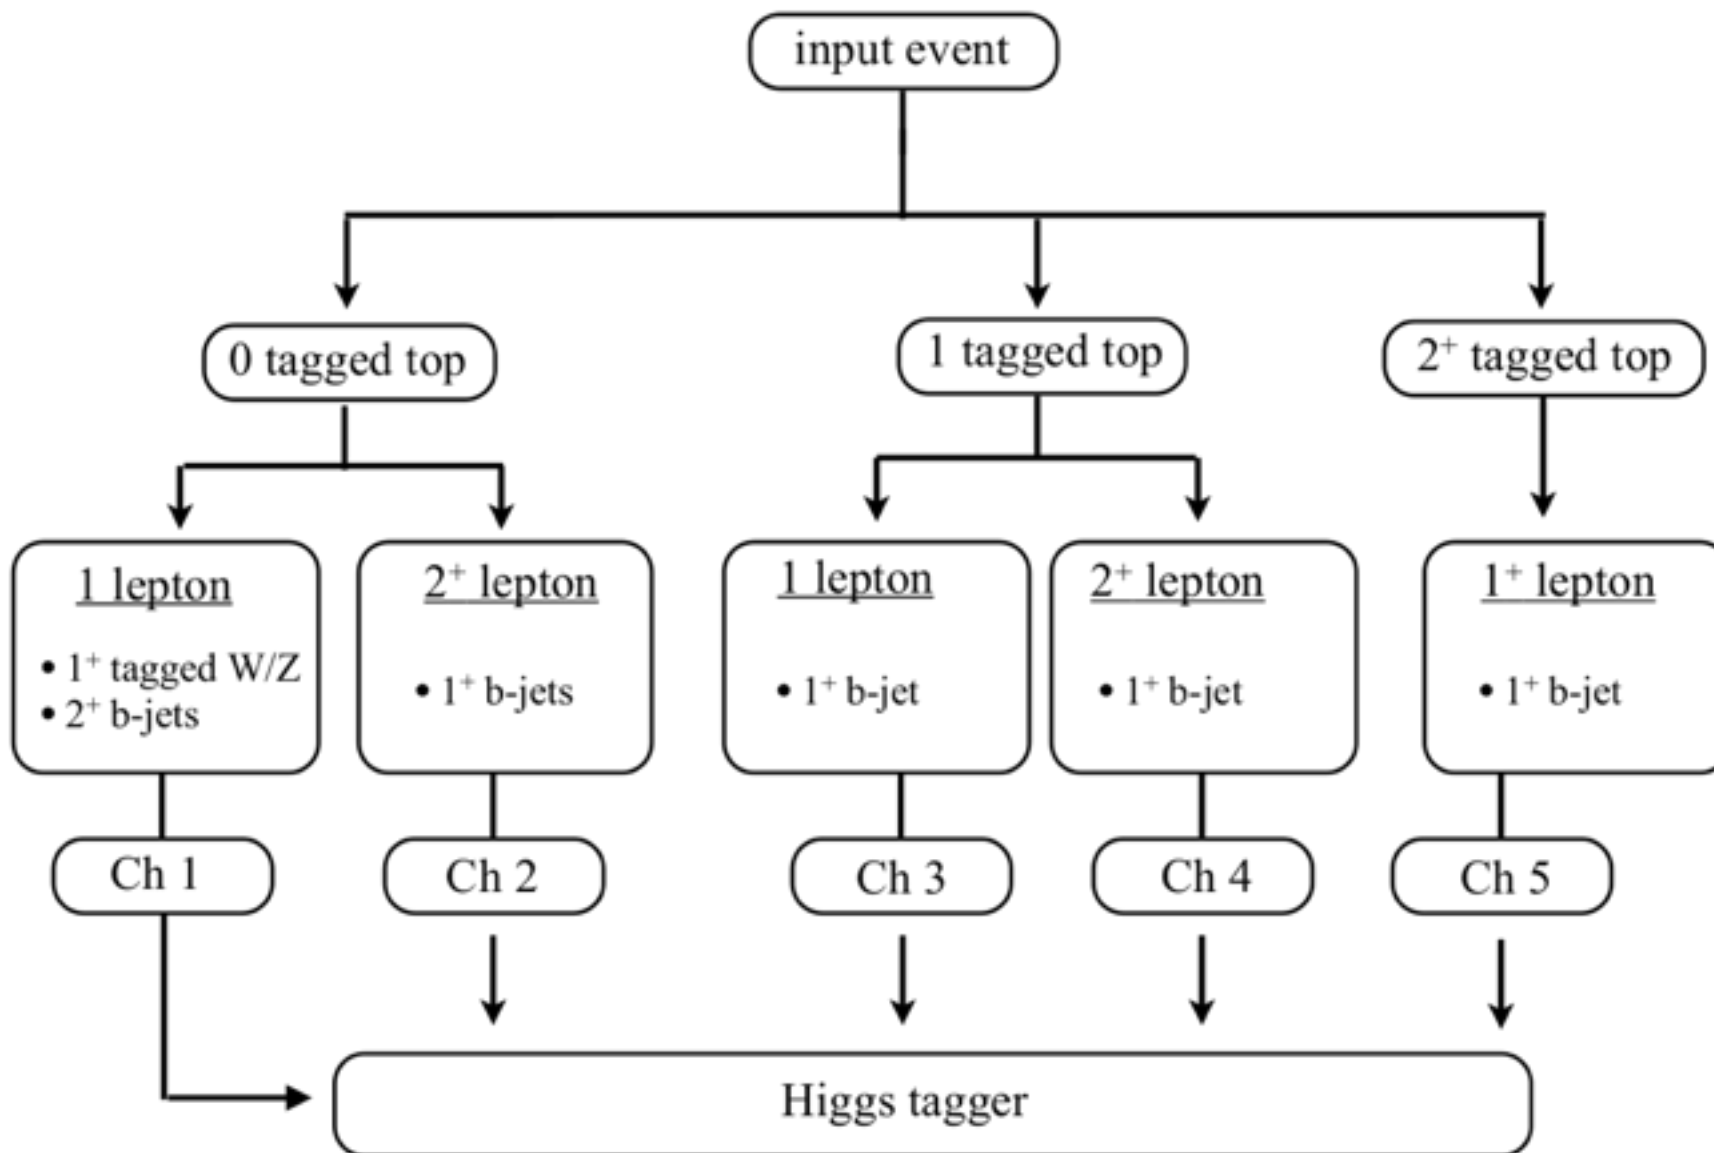 input event
0 tagged top
1 tagged top
2⁺ tagged top
1 lepton
• 1⁺ tagged W/Z
• 2⁺ b-jets
2⁺ lepton
• 1⁺ b-jets
1 lepton
• 1⁺ b-jet
2⁺ lepton
• 1⁺ b-jet
1⁺ lepton
• 1⁺ b-jet
Ch 1
Ch 2
Ch 3
Ch 4
Ch 5
Higgs tagger